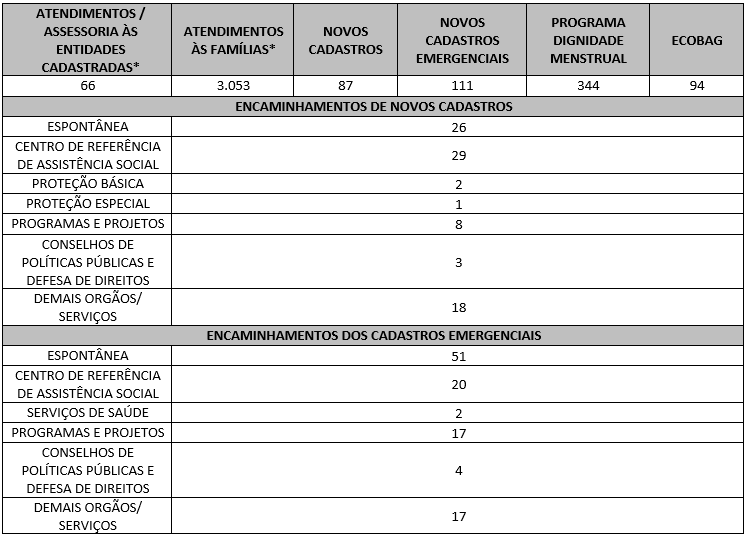 ATENDIMENTOS /
ASSESSORIA ÀS
ENTIDADES
CADASTRADAS*
ATENDIMENTOS
ÀS FAMÍLIAS*
NOVOS
CADASTROS
NOVOS
CADASTROS
EMERGENCIAIS
PROGRAMA
DIGNIDADE
MENSTRUAL
ECOBAG
66 3.053 87 111 344 94
ENCAMINHAMENTOS DE NOVOS CADASTROS
ESPONTÂNEA 26
CENTRO DE REFERÊNCIA
DE ASSISTÊNCIA SOCIAL 29
PROTEÇÃO BÁSICA 2
PROTEÇÃO ESPECIAL 1
PROGRAMAS E PROJETOS 8
CONSELHOS DE
POLÍTICAS PÚBLICAS E
DEFESA DE DIREITOS 3
DEMAIS ORGÃOS/
SERVIÇOS 18
ENCAMINHAMENTOS DOS CADASTROS EMERGENCIAIS
ESPONTÂNEA 51
CENTRO DE REFERÊNCIA
DE ASSISTÊNCIA SOCIAL 20
SERVIÇOS DE SAÚDE 2
PROGRAMAS E PROJETOS 17
CONSELHOS DE
POLÍTICAS PÚBLICAS E
DEFESA DE DIREITOS 4
DEMAIS ORGÃOS/
SERVIÇOS 17